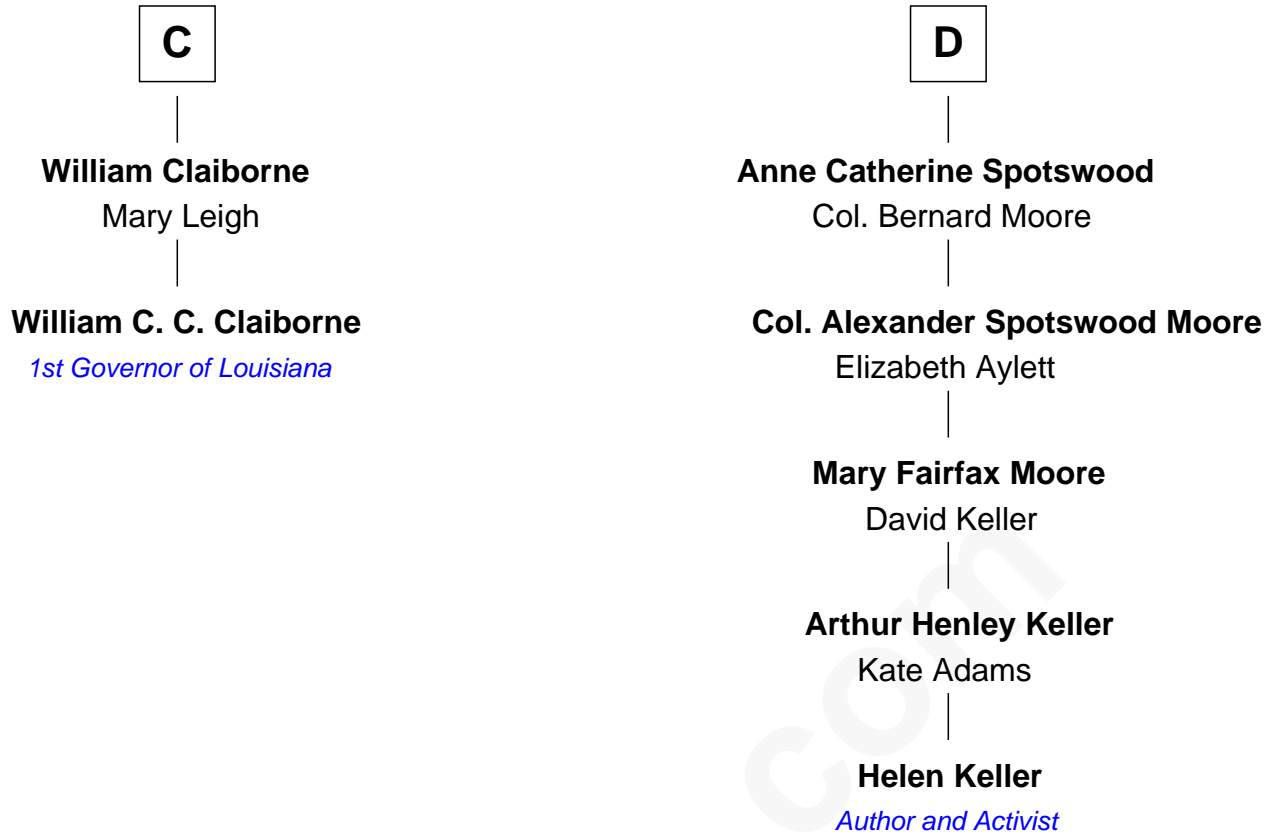 C
William Claiborne
Mary Leigh
William C. C. Claiborne
1st Governor of Louisiana
D
Anne Catherine Spotswood
Col. Bernard Moore
Col. Alexander Spotswood Moore
Elizabeth Aylett
Mary Fairfax Moore
David Keller
Arthur Henley Keller
Kate Adams
Helen Keller
Author and Activist
com